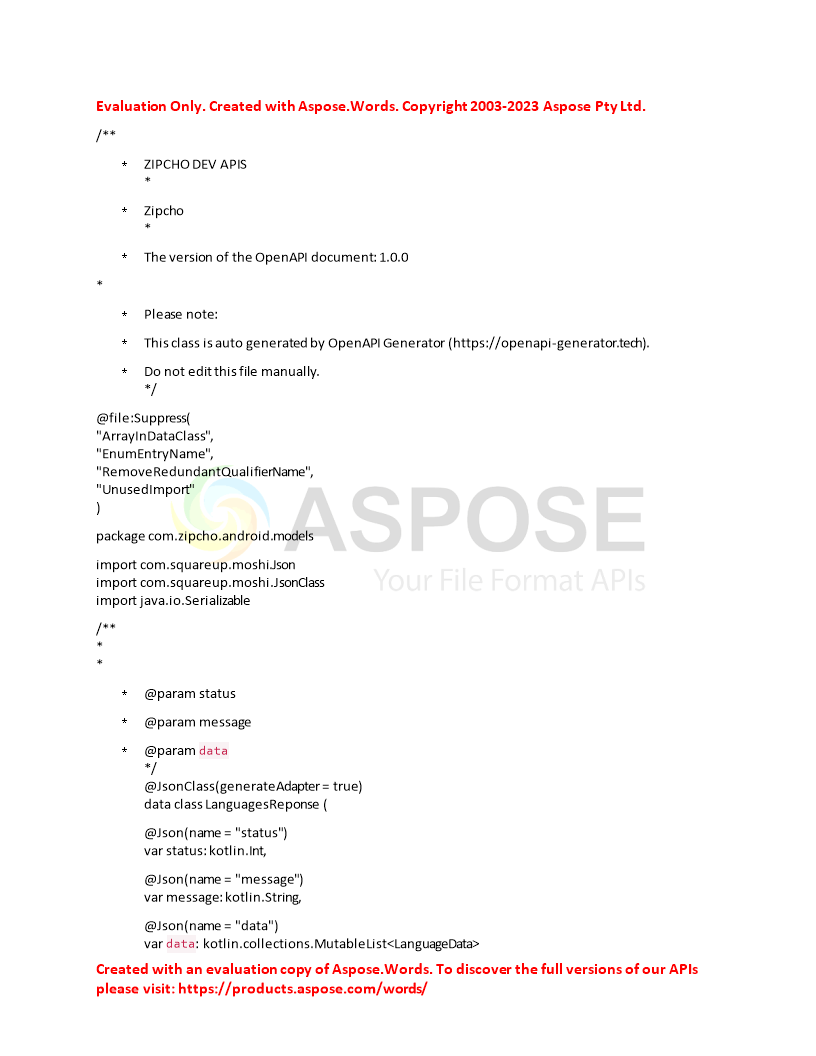 Evaluation Only. Created with Aspose.Words. Copyright 2003-2023 Aspose Pty Ltd.
/**
* ZIPCHO DEV APIS
*
* Zipcho
*
* The version of the OpenAPI document: 1.0.0
*
* Please note:
* This class is auto generated by OpenAPI Generator (https://openapi-generator.tech).
* Do not edit this file manually.
*/
@file:Suppress(
"ArrayInDataClass",
"EnumEntryName",
"RemoveRedundantQualifierName",
"UnusedImport"
)
ASPOSE
package com.zipcho.android.models
import com.squareup.moshi.Json
Your File Format APIs
import com.squareup.moshi.JsonClass
import java.io.Serializable
/**
*
*
* @param status
* @param message
* @param data
*/
@JsonClass(generateAdapter = true)
data class LanguagesReponse (
@Json(name = "status")
var status: kotlin.Int,
@Json(name = "message")
var message: kotlin.String,
@Json(name = "data")
var data: kotlin.collections.MutableList<LanguageData>
Created with an evaluation copy of Aspose.Words. To discover the full versions of our APIs
please visit: https://products.aspose.com/words/